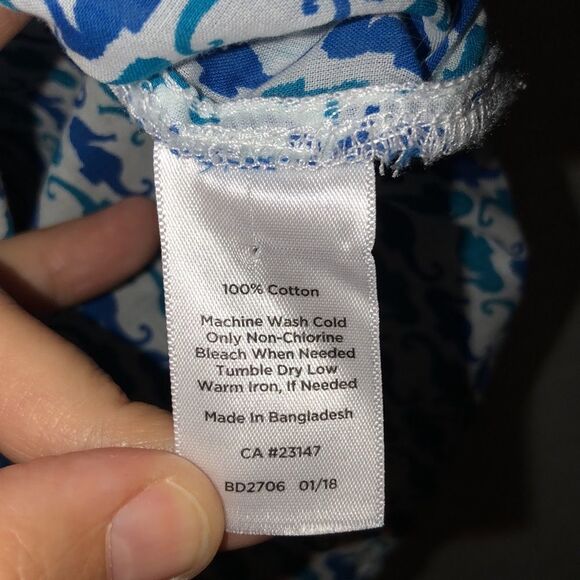 100% Cotton
Machine Wash Cold
Only Non-Chlorine
Bleach When Needed
Tumble Dry Low
Warm Iron, If Needed
Made In Bangladesh
CA #23147
BD2706 01/18